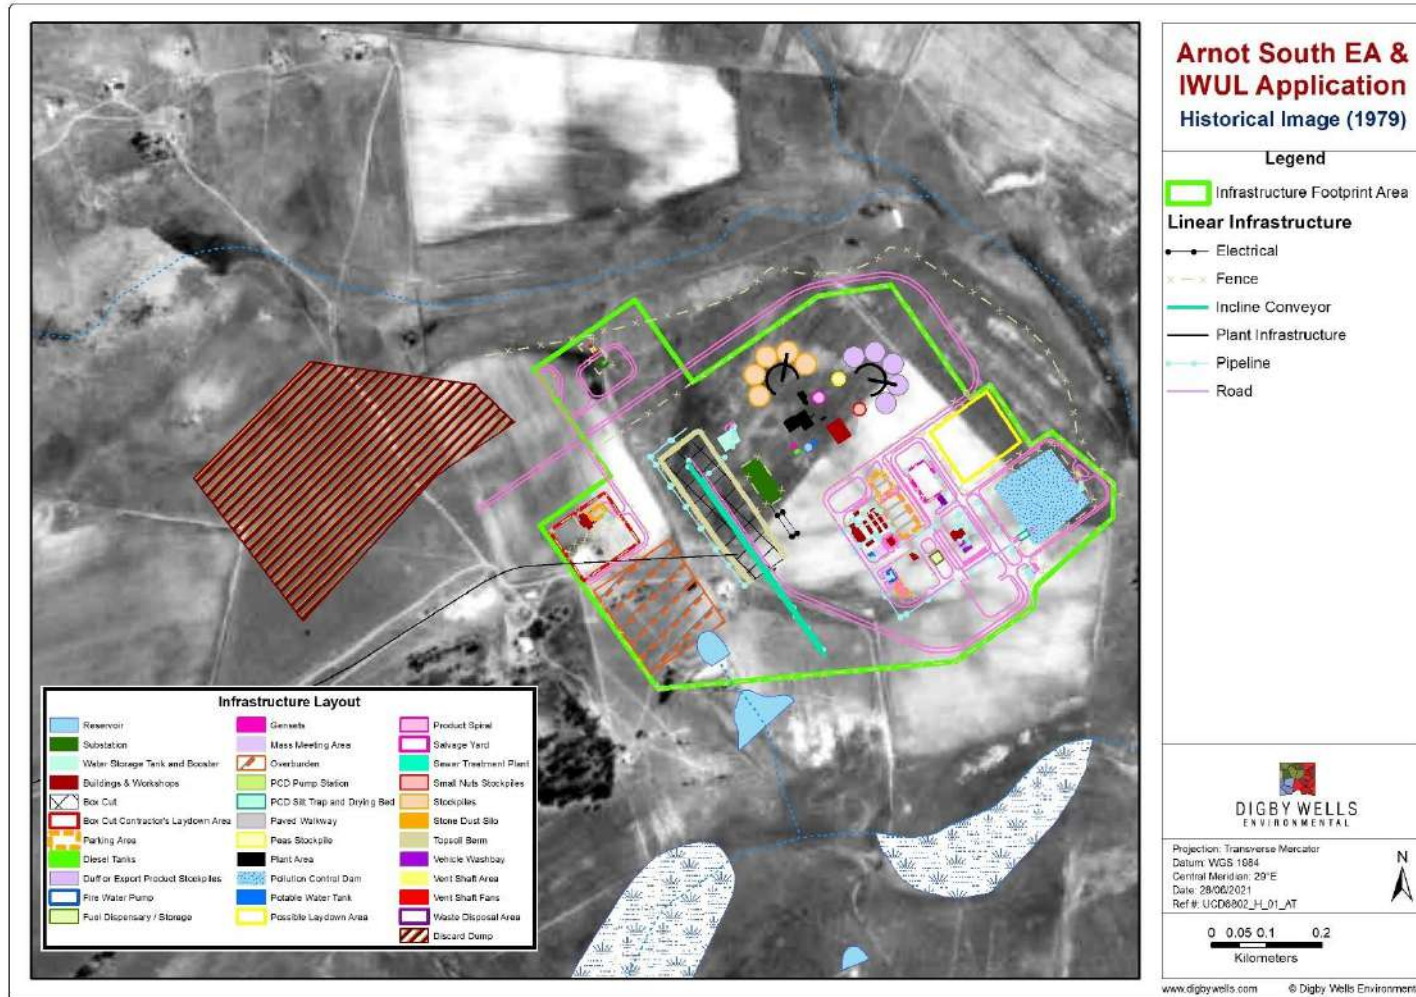 Arnot South EA &
IWUL Application
Historical Image (1979)
Legend
Infrastructure Footprint Area
Linear Infrastructure
Electrical
Fence
Incline Conveyor
Plant Infrastructure
Pipeline
Road
Infrastructure Layout
Reservoir
Substation
Water Storage Tank and Booster
Buildings & Workshops
Box Cut
Box Cut Contractor's Laydown Area
Parking Area
Diesel Tanks
Duff or Export Product Stockpiles
Fire Water Pump
Fuel Dispensary / Storage
Gensets
Mass Meeting Area
Overburden
PCD Pump Station
PCD Silt Trap and Drying Bed
Paved Walkway
Peas Stockpile
Plant Area
Pollution Control Dam
Potable Water Tank
Possible Laydown Area
Product Spiral
Salvage Yard
Sewer Treatment Plant
Small Nuts Stockpiles
Stockpiles
Stone Dust Silo
Topsoil Berm
Vehicle Washbay
Vent Shaft Area
Vent Shaft Fans
Waste Disposal Area
Discard Dump
DIGBY WELLS
ENVIRONMENTAL
Projection: Transverse Mercator
Datum: WGS 1984
Central Meridian: 29°E
Date: 28/06/2021
Ref #: UCD6802_H_01_AT
N
0 0.05 0.1 0.2
Kilometers
www.digbywells.com © Digby Wells Environment